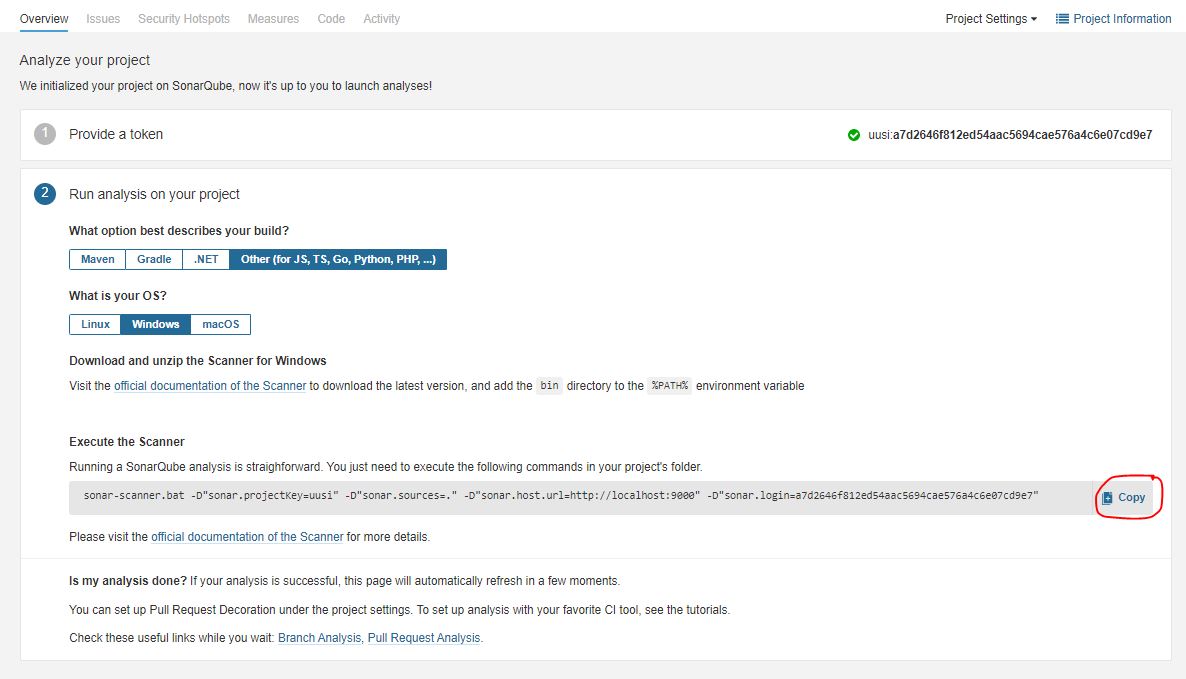 Overview Issues Security Hotspots Measures Code Activity Project Settings Project Information
Analyze your project
We initialized your project on SonarQube, now it's up to you to launch analyses!
1 Provide a token uusi:a7d2646f812ed54aac5694cae576a4c6e07cd9e7
2 Run analysis on your project
What option best describes your build?
Maven Gradle .NET Other (for JS, TS, Go, Python, PHP, ...)
What is your OS?
Linux Windows macOS
Download and unzip the Scanner for Windows
Visit the official documentation of the Scanner to download the latest version, and add the bin directory to the %PATH% environment variable
Execute the Scanner
Running a SonarQube analysis is straighforward. You just need to execute the following commands in your project's folder.
sonar-scanner.bat -D"sonar.projectKey=uusi" -D"sonar.sources=." -D"sonar.host.url=http://localhost:9000" -D"sonar.login=a7d2646f812ed54aac5694cae576a4c6e07cd9e7" Copy
Please visit the official documentation of the Scanner for more details.
Is my analysis done? If your analysis is successful, this page will automatically refresh in a few moments.
You can set up Pull Request Decoration under the project settings. To set up analysis with your favorite CI tool, see the tutorials.
Check these useful links while you wait: Branch Analysis, Pull Request Analysis.